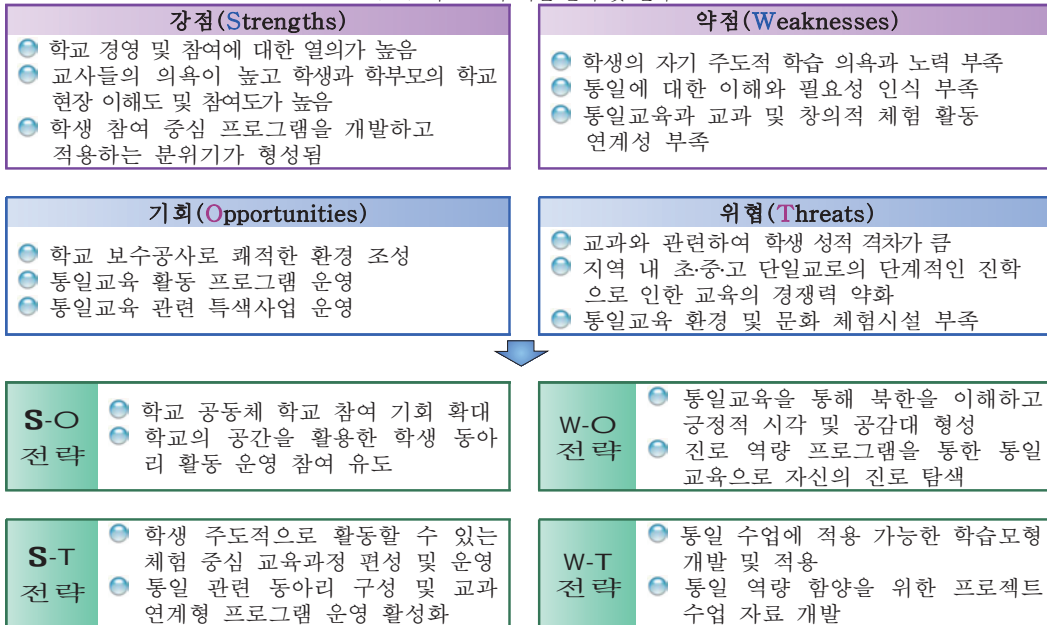 강점(Strengths)
학교 경영 및 참여에 대한 열의가 높음
교사들의 의욕이 높고 학생과 학부모의 학교
현장 이해도 및 참여도가 높음
학생 참여 중심 프로그램을 개발하고
적용하는 분위기가 형성됨
약점(Weaknesses)
학생의 자기 주도적 학습 의욕과 노력 부족
통일에 대한 이해와 필요성 인식 부족
통일교육과 교과 및 창의적 체험 활동
연계성 부족
기회(Opportunities)
학교 보수공사로 쾌적한 환경 조성
통일교육 활동 프로그램 운영
통일교육 관련 특색사업 운영
위협(Threats)
교과와 관련하여 학생 성적 격차가 큼
지역 내 초·중·고 단일교로의 단계적인 진학
으로 인한 교육의 경쟁력 약화
통일교육 환경 및 문화 체험시설 부족
S-O
전략
학교 공동체 학교 참여 기회 확대
학교의 공간을 활용한 학생 동아
리 활동 운영 참여 유도
W-O
전략
통일교육을 통해 북한을 이해하고
긍정적 시각 및 공감대 형성
진로 역량 프로그램을 통한 통일
교육으로 자신의 진로 탐색
S-T
전략
학생 주도적으로 활동할 수 있는
체험 중심 교육과정 편성 및 운영
통일 관련 동아리 구성 및 교과
연계형 프로그램 운영 활성화
W-T
전략
통일 수업에 적용 가능한 학습모형
개발 및 적용
통일 역량 함양을 위한 프로젝트
수업 자료 개발